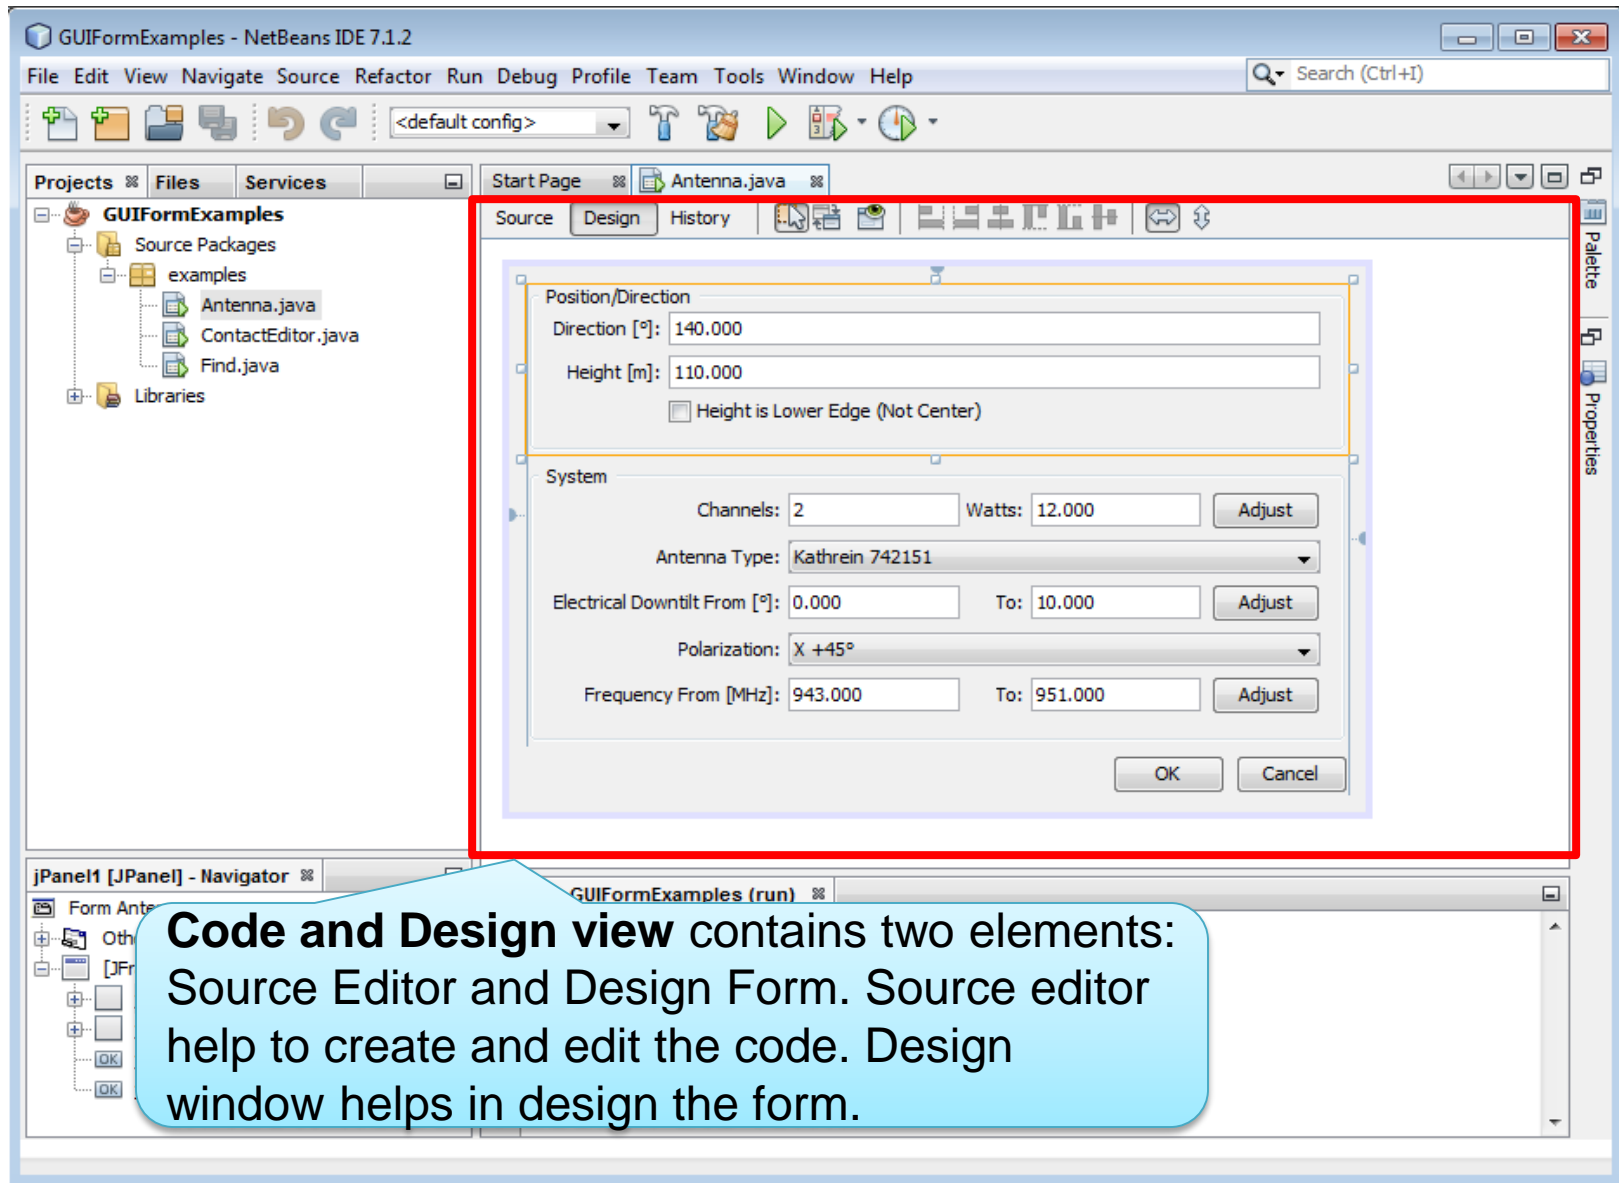 GUIFormExamples - NetBeans IDE 7.1.2
File Edit View Navigate Source Refactor Run Debug Profile Team Tools Window Help
Search (Ctrl+I)
<default config>
Projects Files Services
Start Page Antenna.java
GUIFormExamples
Source Packages
examples
Antenna.java
ContactEditor.java
Find.java
Libraries
Source Design History
Position/Direction
Direction [º]: 140.000
Height [m]: 110.000
Height is Lower Edge (Not Center)
System
Channels: 2 Watts: 12.000 Adjust
Antenna Type: Kathrein 742151
Electrical Downtilt From [º]: 0.000 To: 10.000 Adjust
Polarization: X +45º
Frequency From [MHz]: 943.000 To: 951.000 Adjust
OK Cancel
Palette
Properties
jPanel1 [JPanel] - Navigator
GUIFormExamples (run)
Form
OK
OK
Code and Design view contains two elements:
Source Editor and Design Form. Source editor
help to create and edit the code. Design
window helps in design the form.